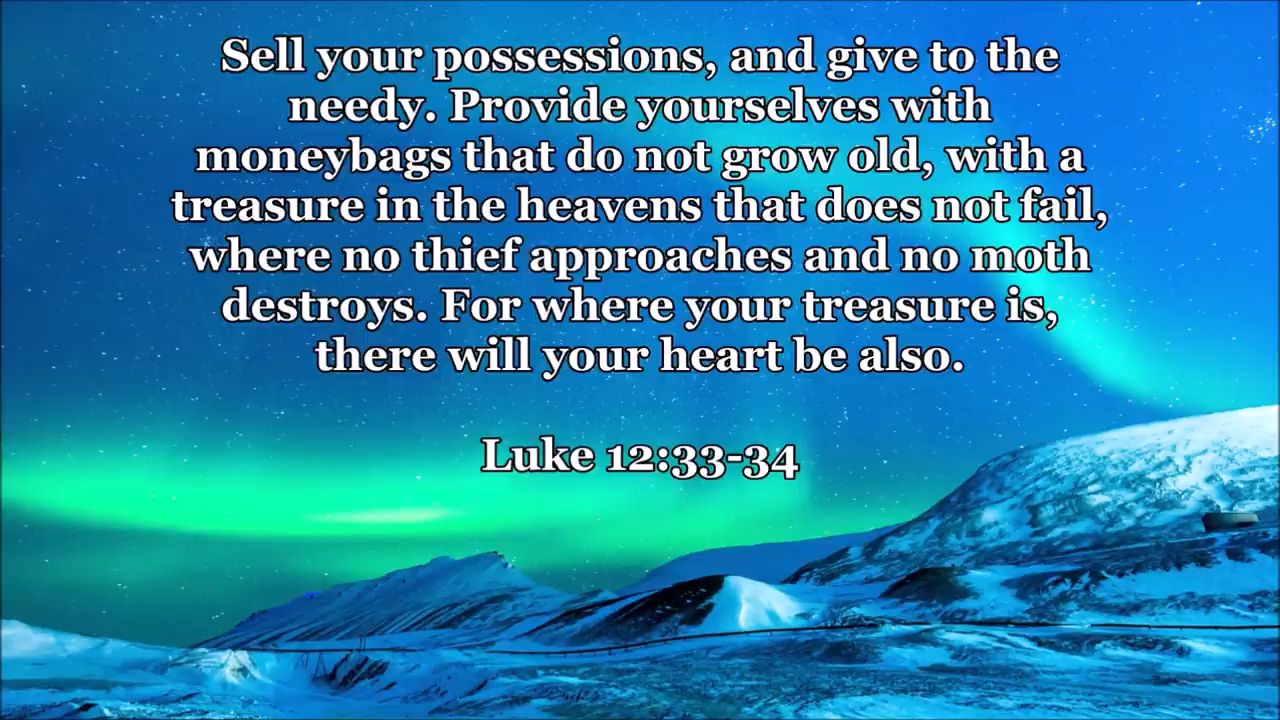 Sell your possessions, and give to the
needy. Provide yourselves with
moneybags that do not grow old, with a
treasure in the heavens that does not fail,
where no thief approaches and no moth
destroys. For where your treasure is,
there will your heart be also.
Luke 12:33-34